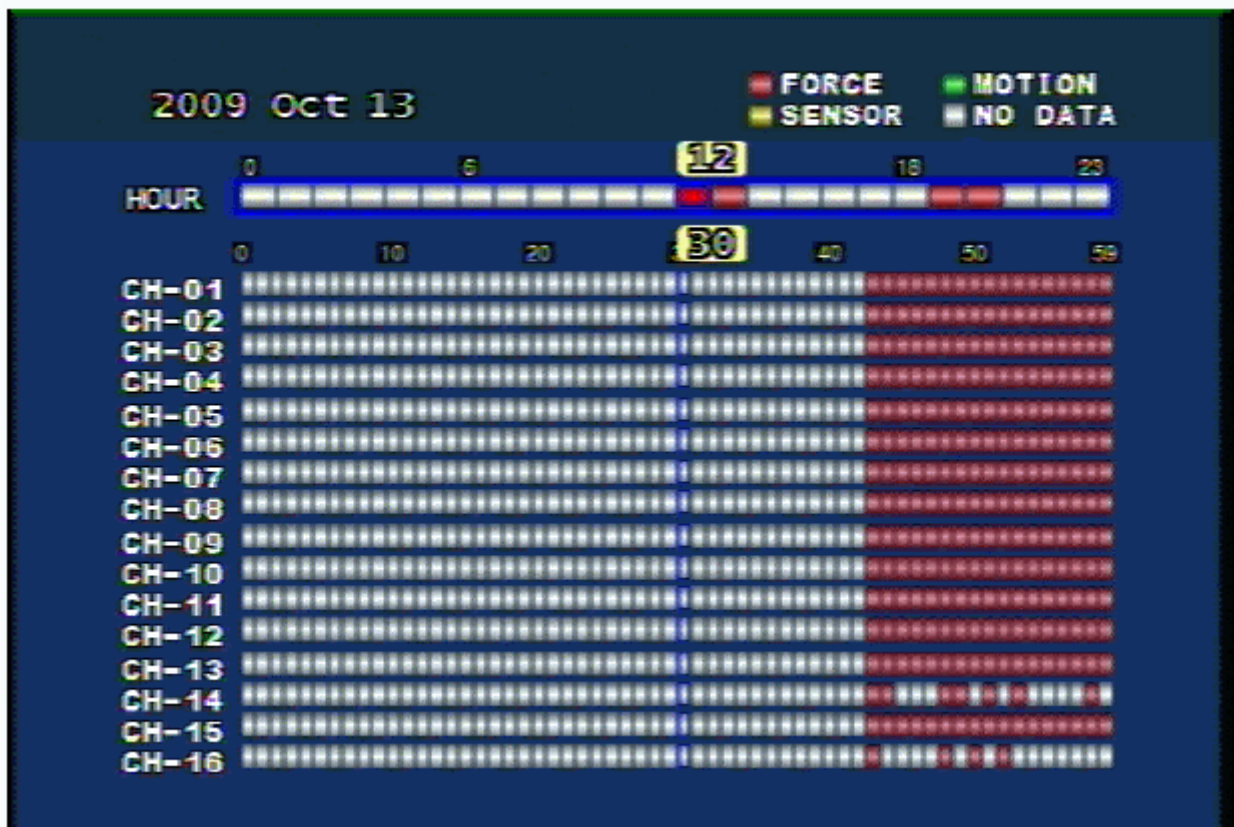 2009 Oct 13
FORCE MOTION
SENSOR NO DATA
0 6 12 18 23
HOUR
0 10 20 30 40 50 59
CH-01
CH-02
CH-03
CH-04
CH-05
CH-06
CH-07
CH-08
CH-09
CH-10
CH-11
CH-12
CH-13
CH-14
CH-15
CH-16